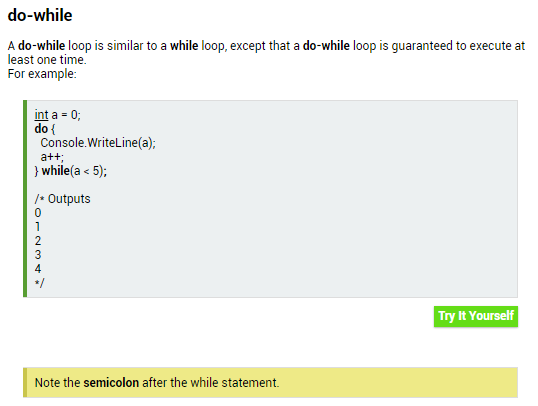 do-while
A do-while loop is similar to a while loop, except that a do-while loop is guaranteed to execute at
least one time.
For example:
int a = 0;
do {
  Console.WriteLine(a);
  a++;
} while(a < 5);

/* Outputs
0
1
2
3
4
*/
Try It Yourself
Note the semicolon after the while statement.